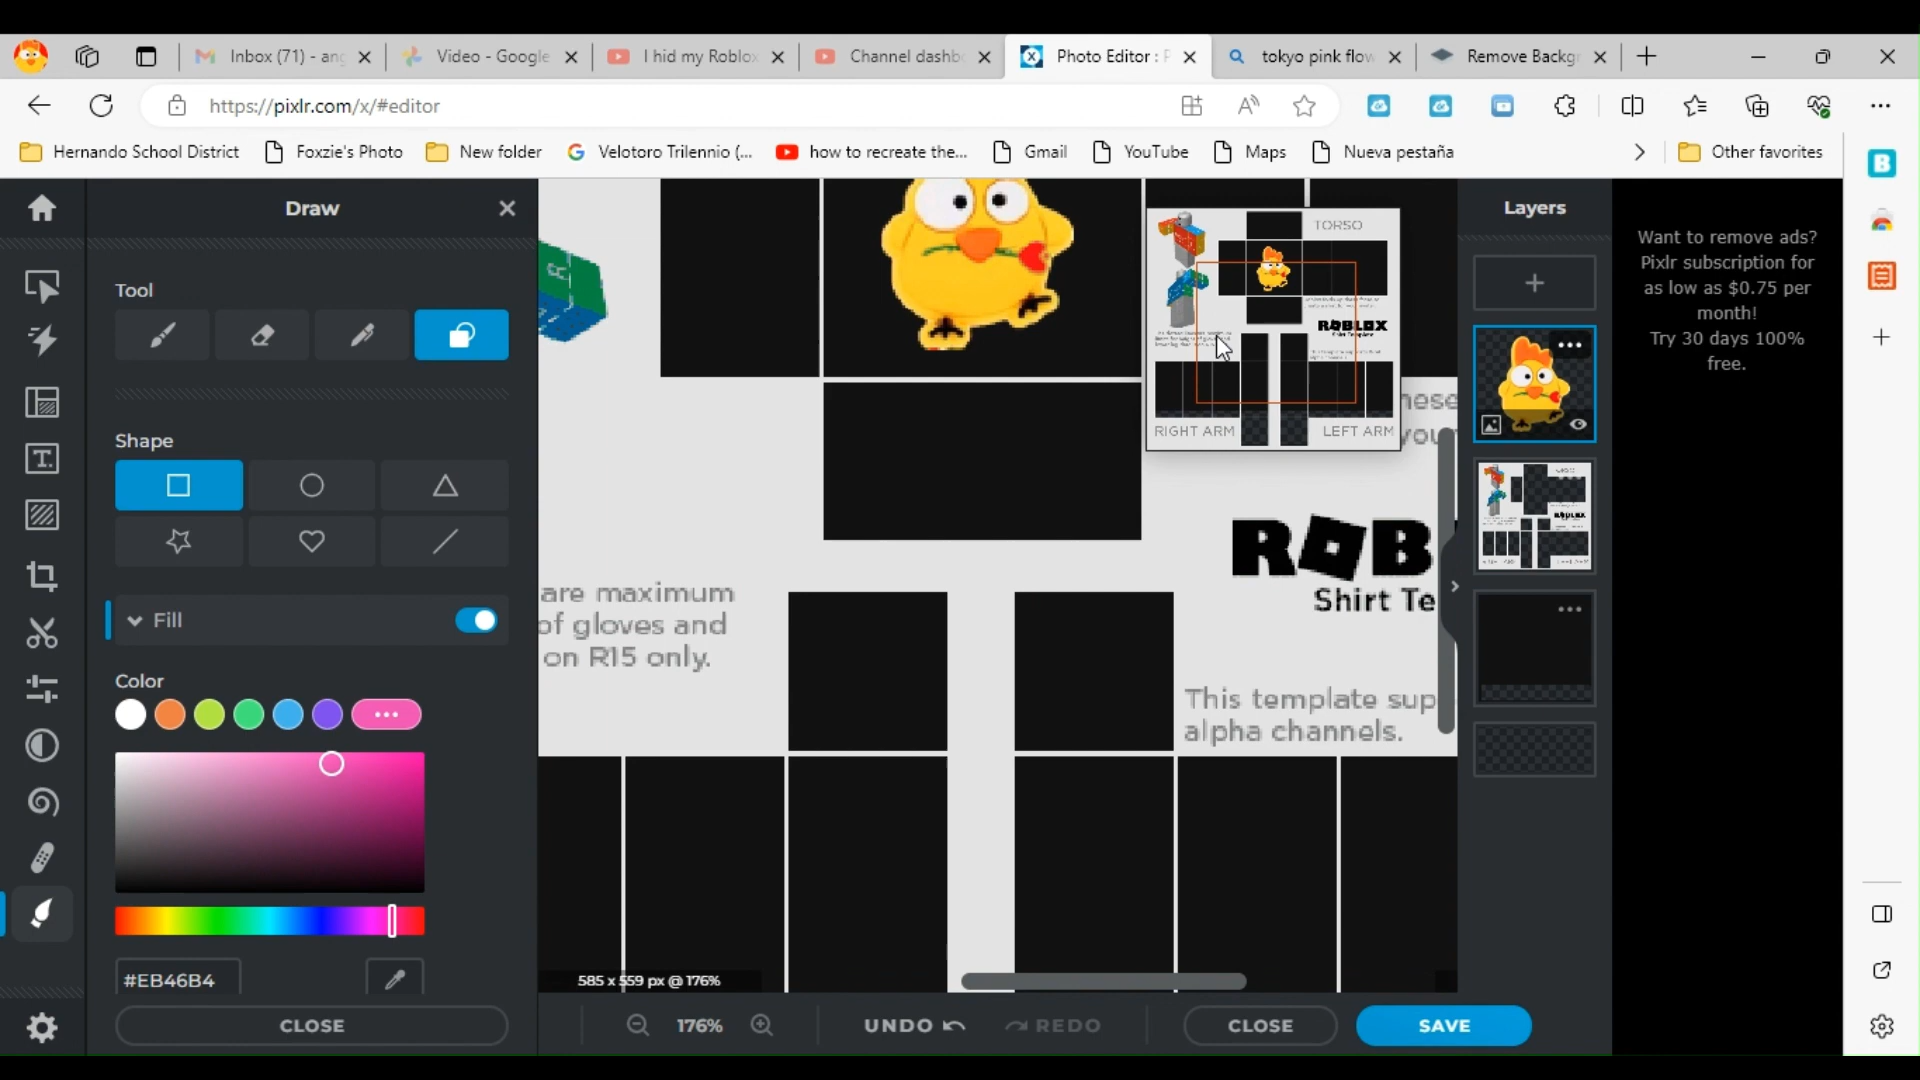 Inbox (71) - ang
Video - Google
I hid my Roblox
Channel dashb
Photo Editor : P
tokyo pink flow
Remove Backgr
https://pixlr.com/x/#editor
Hernando School District
Foxzie's Photo
New folder
Velotoro Trilennio (...
how to recreate the...
Gmail
YouTube
Maps
Nueva pestaña
Other favorites
Draw
Tool
Shape
Fill
Color
#EB46B4
CLOSE
TORSO
ROBLOX
RIGHT ARM
LEFT ARM
hese
you
ROB
Shirt Te
are maximum
of gloves and
on R15 only.
This template sup
alpha channels.
585 x 559 px @ 176%
176%
UNDO
REDO
CLOSE
SAVE
Layers
Want to remove ads?
Pixlr subscription for
as low as $0.75 per
month!
Try 30 days 100%
free.